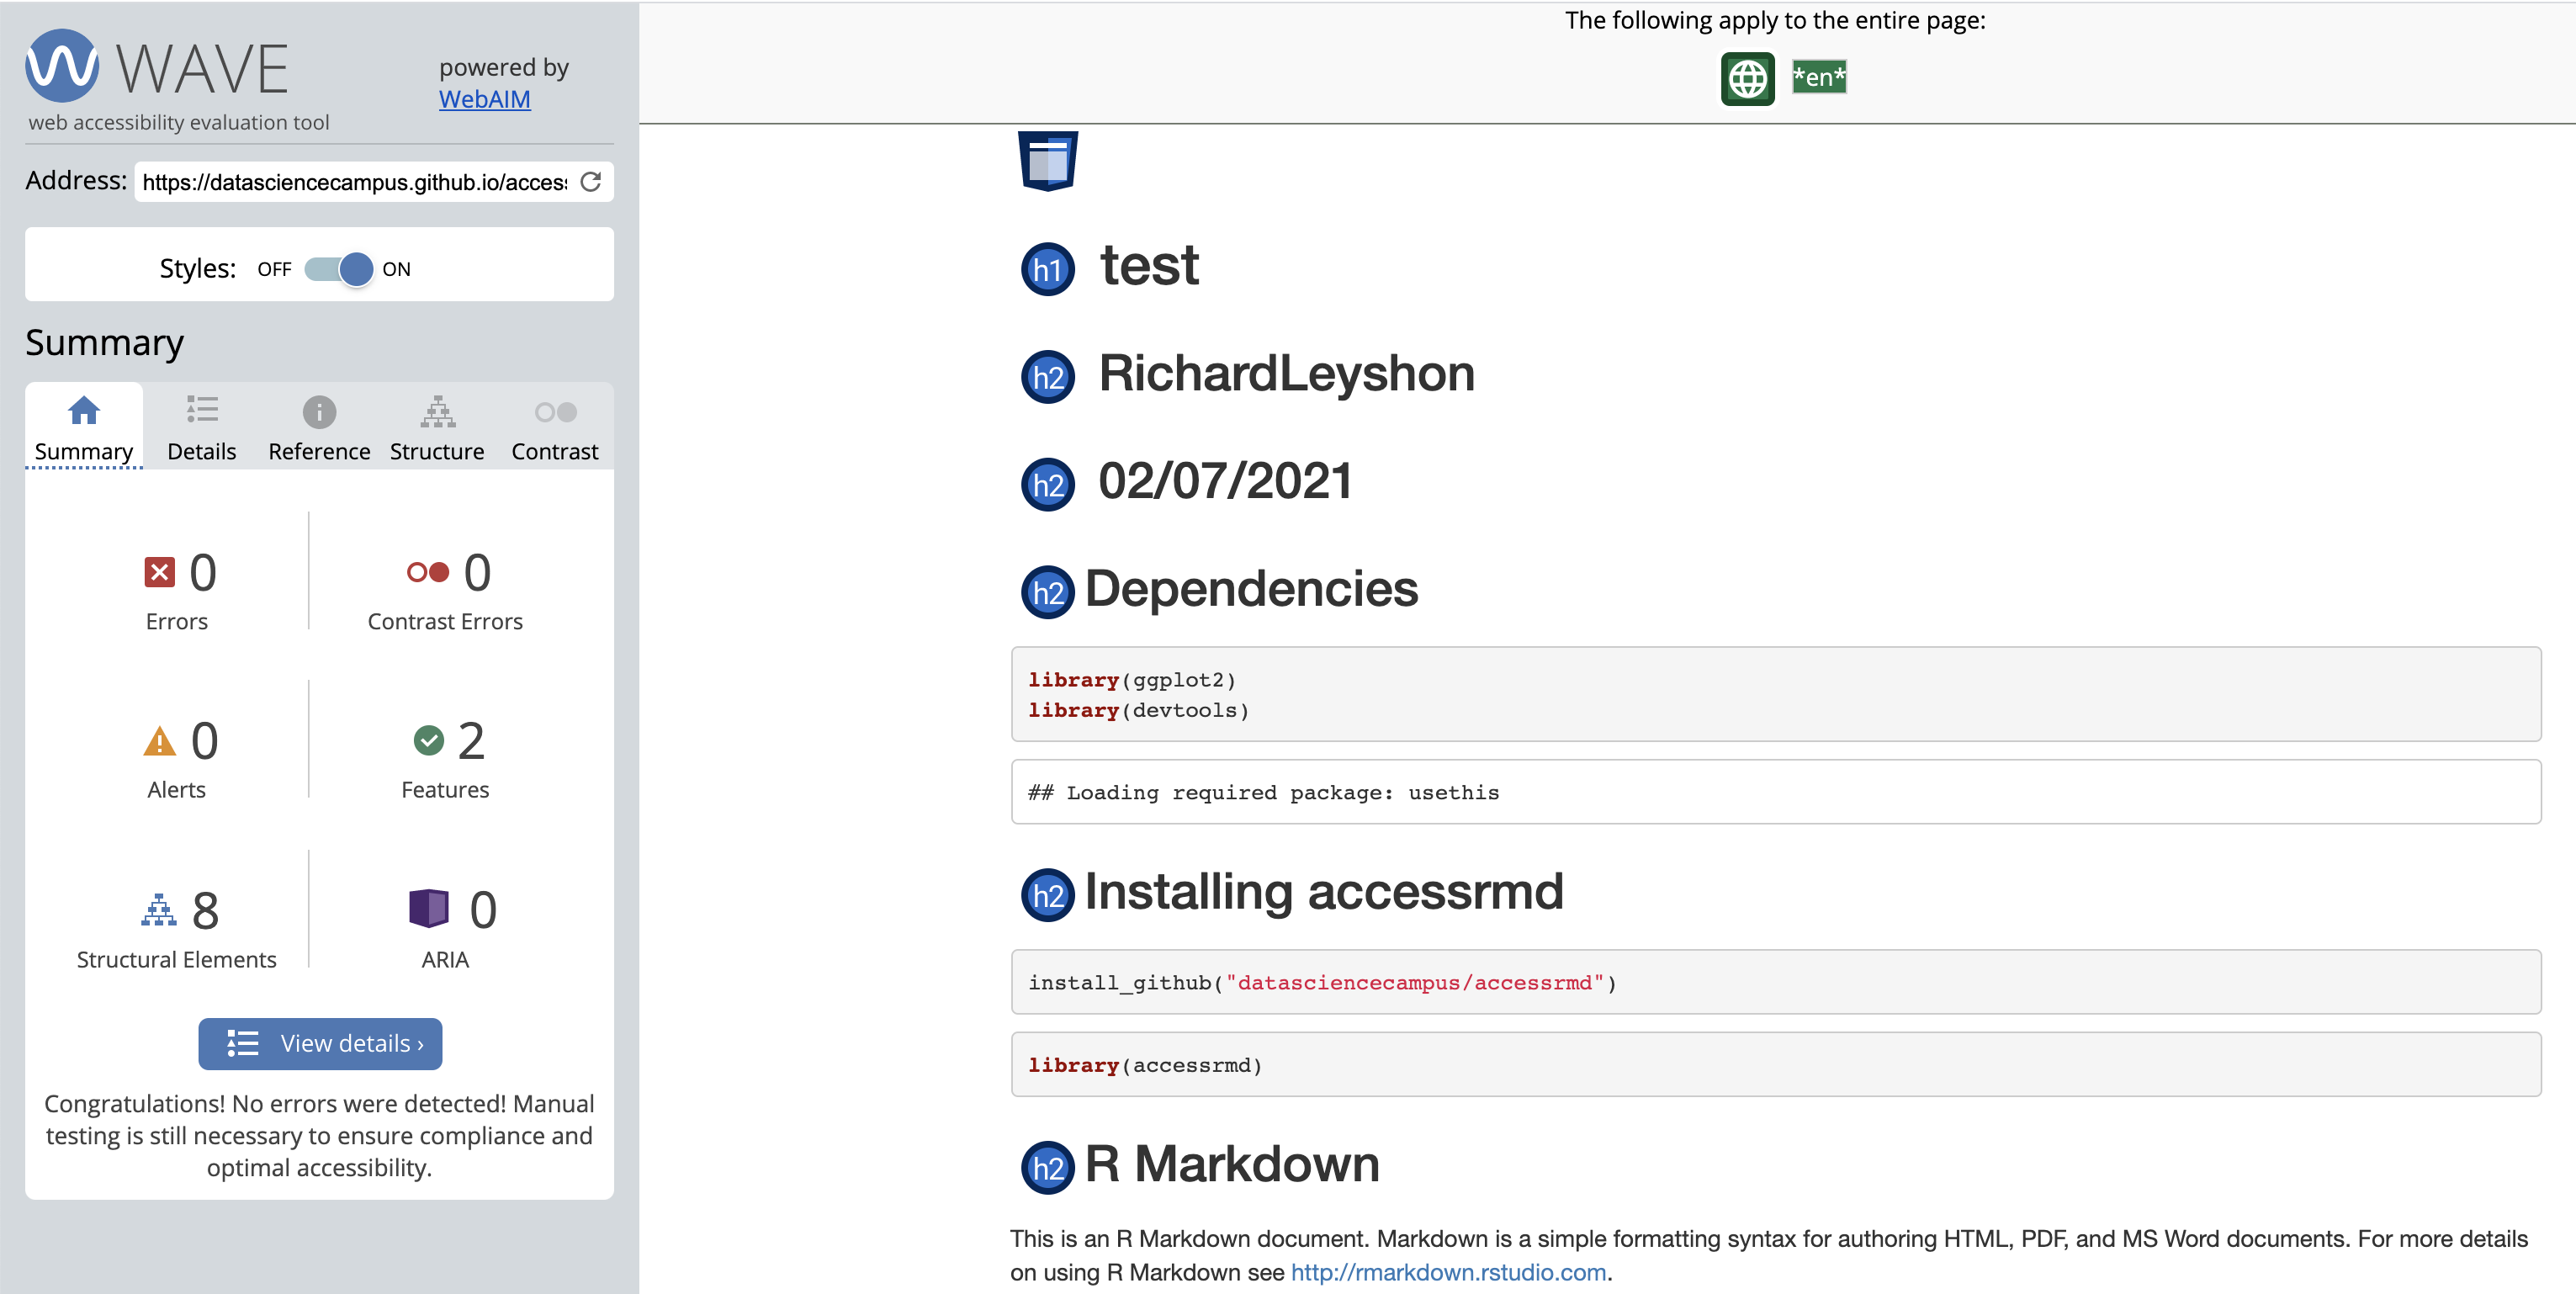 WAVE
powered by
WebAIM
web accessibility evaluation tool
Address: https://datasciencecampus.github.io/access
Styles: OFF ON
Summary
Summary Details Reference Structure Contrast
0 0
Errors Contrast Errors
0 2
Alerts Features
8 0
Structural Elements ARIA
View details ›
Congratulations! No errors were detected! Manual
testing is still necessary to ensure compliance and
optimal accessibility.
The following apply to the entire page:
*en*
h1 test
h2 RichardLeyshon
h2 02/07/2021
h2 Dependencies
library(ggplot2)
library(devtools)
## Loading required package: usethis
h2 Installing accessrmd
install_github("datasciencecampus/accessrmd")
library(accessrmd)
h2 R Markdown
This is an R Markdown document. Markdown is a simple formatting syntax for authoring HTML, PDF, and MS Word documents. For more details
on using R Markdown see http://rmarkdown.rstudio.com.